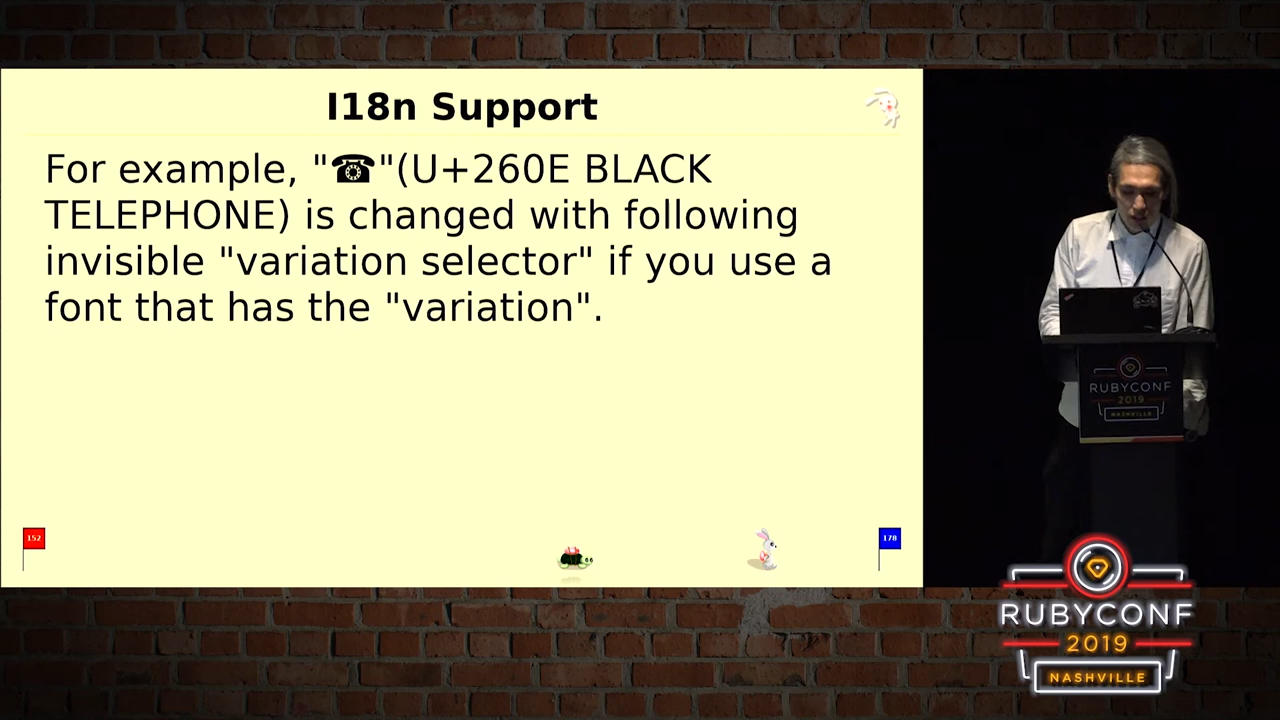 I18n Support
For example, "☎"(U+260E BLACK
TELEPHONE) is changed with following
invisible "variation selector" if you use a
font that has the "variation".
152
178
RUBYCONF
2019
NASHVILLE
RUBYCONF
2019
NASHVILLE